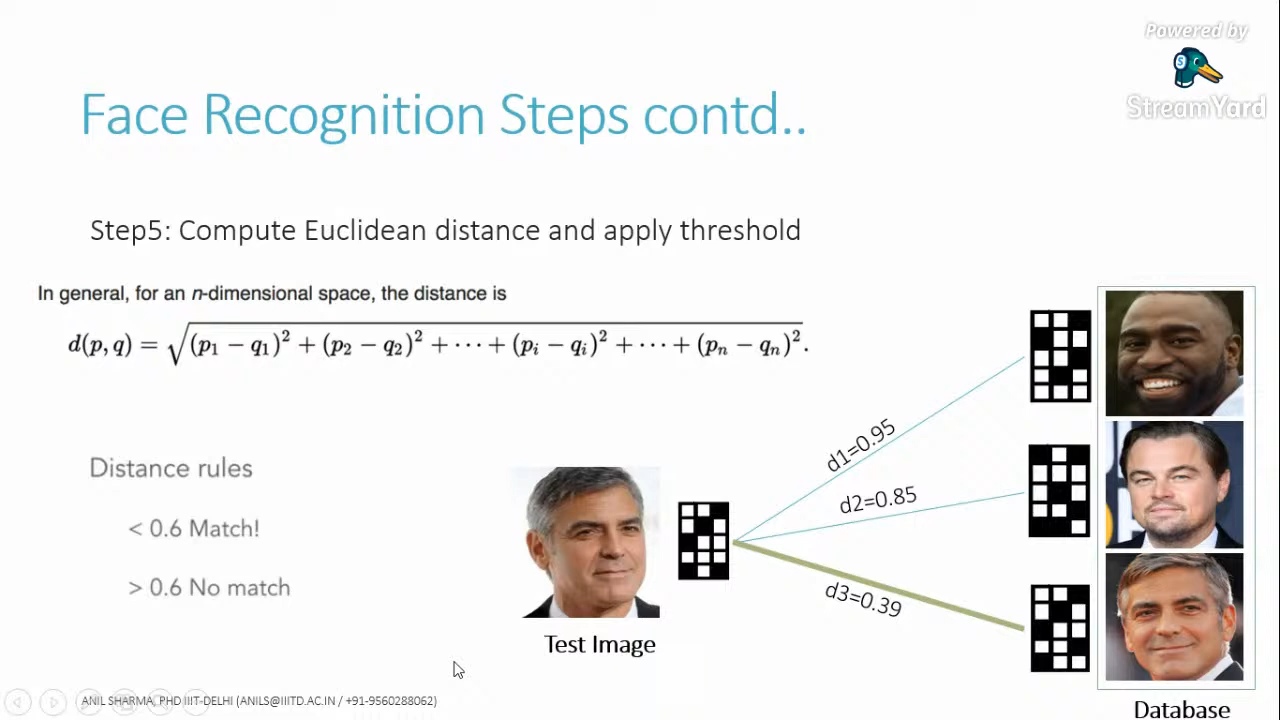 Powered by
StreamYard
Face Recognition Steps contd..
Step5: Compute Euclidean distance and apply threshold
In general, for an n-dimensional space, the distance is
d(p, q) = √(p₁ − q₁)² + (p₂ − q₂)² + ⋯ + (pᵢ − qᵢ)² + ⋯ + (pₙ − qₙ)².
Distance rules
< 0.6 Match!
> 0.6 No match
d1=0.95
d2=0.85
d3=0.39
Test Image
Database
ANIL SHARMA, PHD IIIT-DELHI (ANILS@IIITD.AC.IN / +91-9560288062)